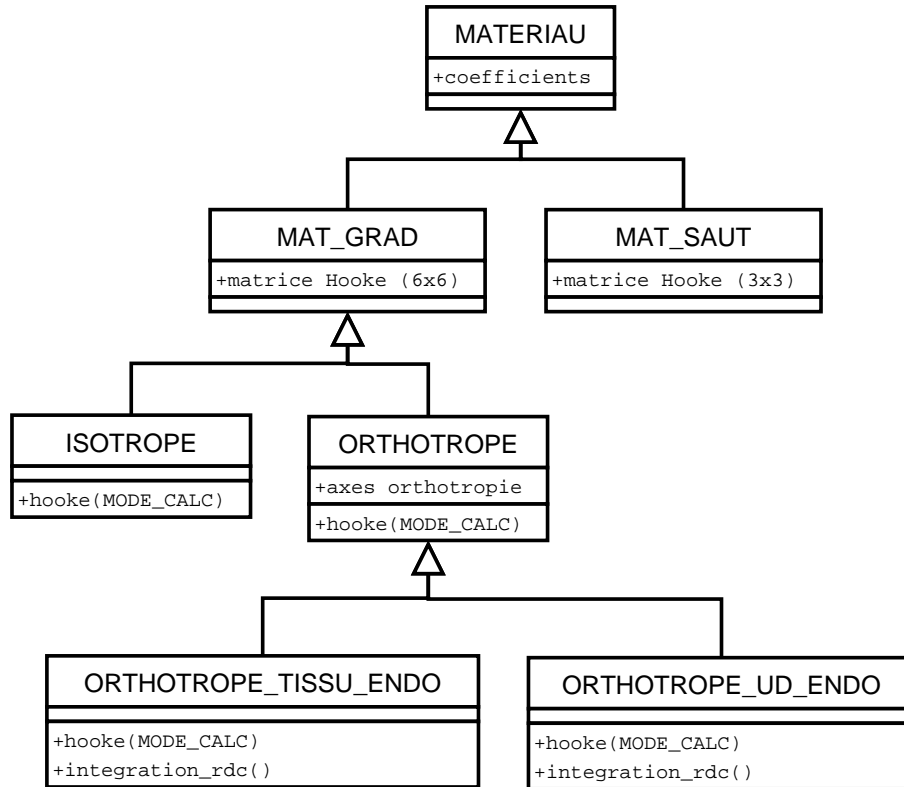 MATERIAU
+coefficients
MAT_GRAD
+matrice Hooke (6x6)
MAT_SAUT
+matrice Hooke (3x3)
ISOTROPE
+hooke(MODE_CALC)
ORTHOTROPE
+axes orthotropie
+hooke(MODE_CALC)
ORTHOTROPE_TISSU_ENDO
+hooke(MODE_CALC)
+integration_rdc()
ORTHOTROPE_UD_ENDO
+hooke(MODE_CALC)
+integration_rdc()